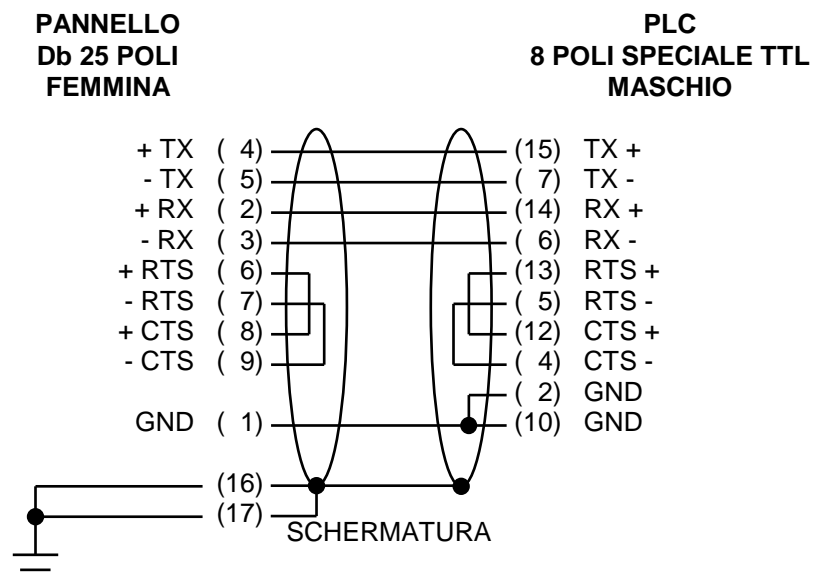 PANNELLO
Db 25 POLI
FEMMINA
PLC
8 POLI SPECIALE TTL
MASCHIO
+ TX ( 4) (15) TX +
- TX ( 5) ( 7) TX -
+ RX ( 2) (14) RX +
- RX ( 3) ( 6) RX -
+ RTS ( 6) (13) RTS +
- RTS ( 7) ( 5) RTS -
+ CTS ( 8) (12) CTS +
- CTS ( 9) ( 4) CTS -
( 2) GND
GND ( 1) (10) GND
(16)
(17)
SCHERMATURA